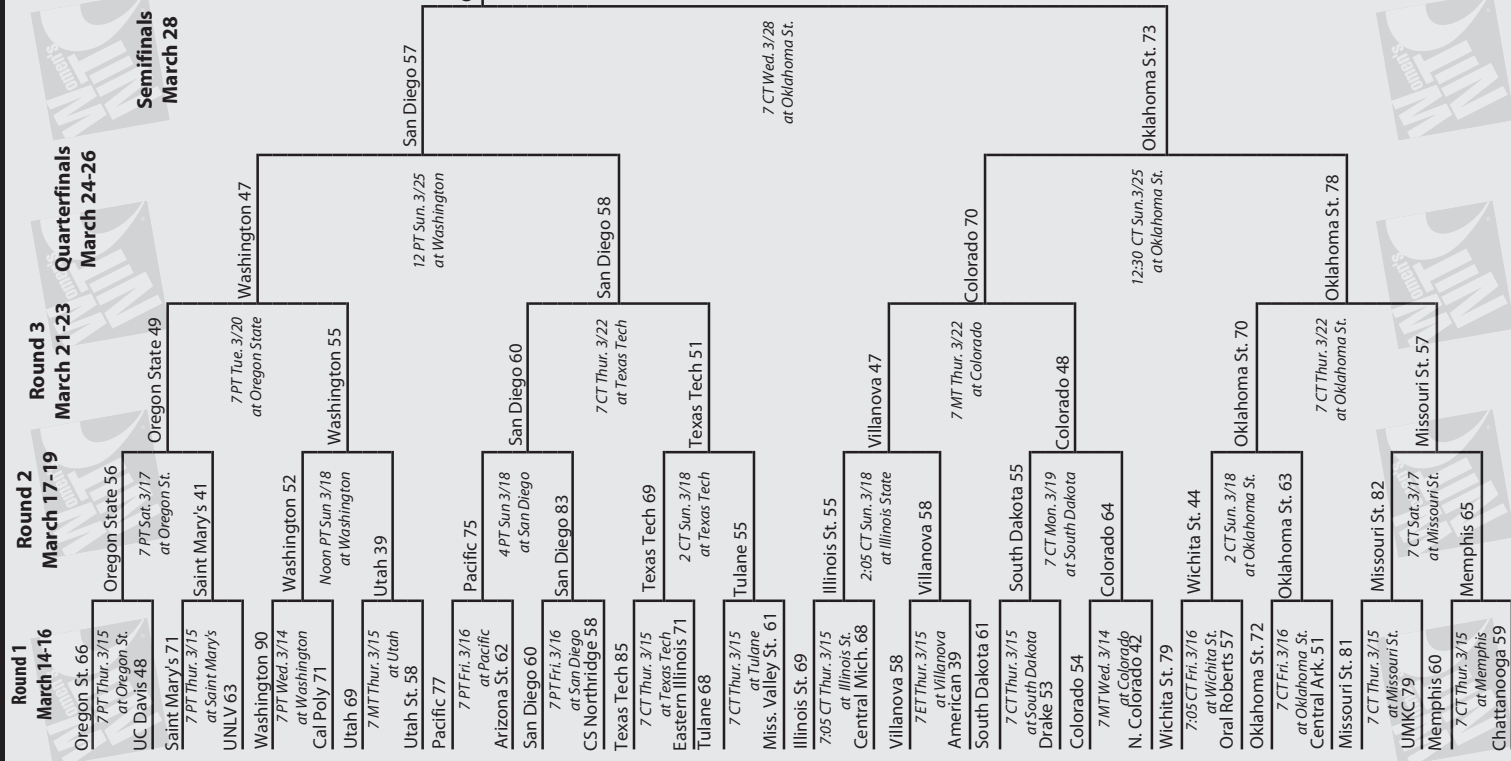 Round 1
March 14-16
Oregon St. 66
7 PT Thur. 3/15
at Oregon St.
UC Davis 48
Saint Mary's 71
7 PT Thur. 3/15
at Saint Mary's
UNLV 63
Washington 90
7 PT Wed. 3/14
at Washington
Cal Poly 71
Utah 69
7 MT Thur. 3/15
at Utah
Utah St. 58
Pacific 77
7 PT Fri. 3/16
at Pacific
Arizona St. 62
San Diego 60
7 PT Fri. 3/16
at San Diego
CS Northridge 58
Texas Tech 85
7 CT Thur. 3/15
at Texas Tech
Eastern Illinois 71
Tulane 68
7 CT Thur. 3/15
at Tulane
Miss. Valley St. 61
Illinois St. 69
7:05 CT Thur. 3/15
at Illinois St.
Central Mich. 68
Villanova 58
7 ET Thur. 3/15
at Villanova
American 39
South Dakota 61
7 CT Thur. 3/15
at South Dakota
Drake 53
Colorado 54
7 MT Wed. 3/14
at Colorado
N. Colorado 42
Wichita St. 79
7:05 CT Fri. 3/16
at Wichita St.
Oral Roberts 57
Oklahoma St. 72
7 CT Fri. 3/16
at Oklahoma St.
Central Ark. 51
Missouri St. 81
7 CT Thur. 3/15
at Missouri St.
UMKC 79
Memphis 60
7 CT Thur. 3/15
at Memphis
Chattanooga 59
Round 2
March 17-19
Oregon State 56
7 PT Sat. 3/17
at Oregon St.
Saint Mary's 41
Washington 52
Noon PT Sun 3/18
at Washington
Utah 39
Pacific 75
4 PT Sun 3/18
at San Diego
San Diego 83
Texas Tech 69
2 CT Sun. 3/18
at Texas Tech
Tulane 55
Illinois St. 55
2:05 CT Sun. 3/18
at Illinois State
Villanova 58
South Dakota 55
7 CT Mon. 3/19
at South Dakota
Colorado 64
Wichita St. 44
2 CT Sun. 3/18
at Oklahoma St.
Oklahoma St. 63
Missouri St. 82
7 CT Sat. 3/17
at Missouri St.
Memphis 65
Round 3
March 21-23
Oregon State 49
7 PT Tue. 3/20
at Oregon State
Washington 55
San Diego 60
7 CT Thur. 3/22
at Texas Tech
Texas Tech 51
Villanova 47
7 MT Thur. 3/22
at Colorado
Colorado 48
Oklahoma St. 70
7 CT Thur. 3/22
at Oklahoma St.
Missouri St. 57
Quarterfinals
March 24-26
Washington 47
12 PT Sun. 3/25
at Washington
San Diego 58
Colorado 70
12:30 CT Sun.3/25
at Oklahoma St.
Oklahoma St. 78
Semifinals
March 28
San Diego 57
7 CT Wed. 3/28
at Oklahoma St.
Oklahoma St. 73